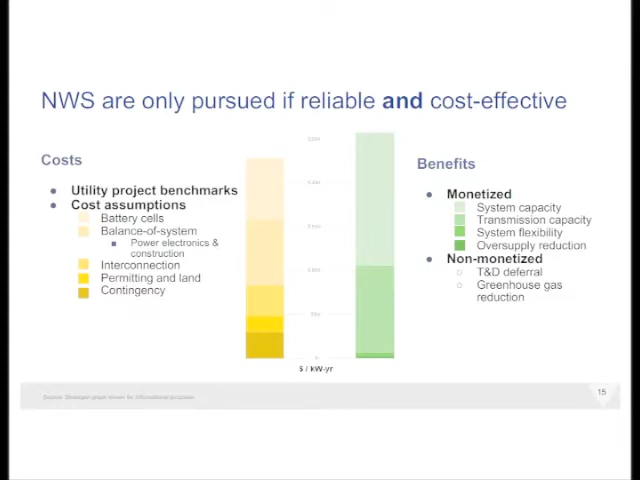 NWS are only pursued if reliable and cost-effective
Costs
Utility project benchmarks
Cost assumptions
Battery cells
Balance-of-system
Power electronics &
construction
Interconnection
Permitting and land
Contingency
$ / kW-yr
Benefits
Monetized
System capacity
Transmission capacity
System flexibility
Oversupply reduction
Non-monetized
T&D deferral
Greenhouse gas
reduction
15